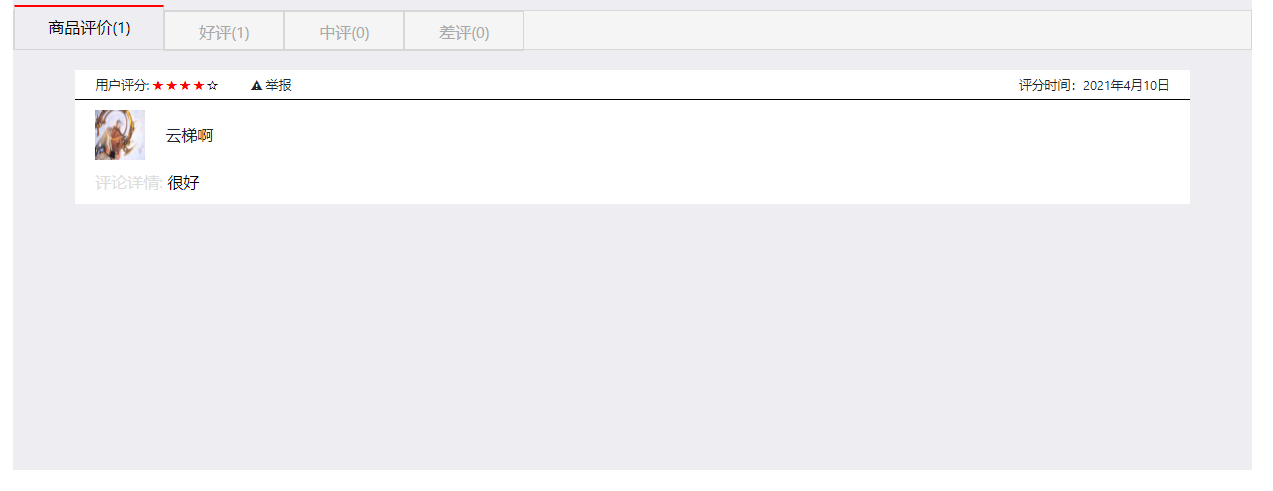 商品评价(1) 好评(1) 中评(0) 差评(0)
用户评分: ★★★★☆ 举报 评分时间：2021年4月10日
云梯啊
评论详情: 很好